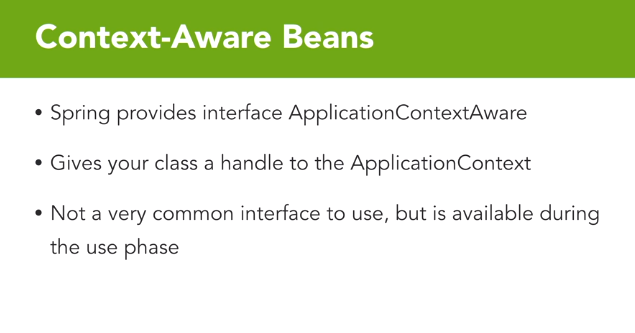 Context-Aware Beans
• Spring provides interface ApplicationContextAware
• Gives your class a handle to the ApplicationContext
• Not a very common interface to use, but is available during
the use phase